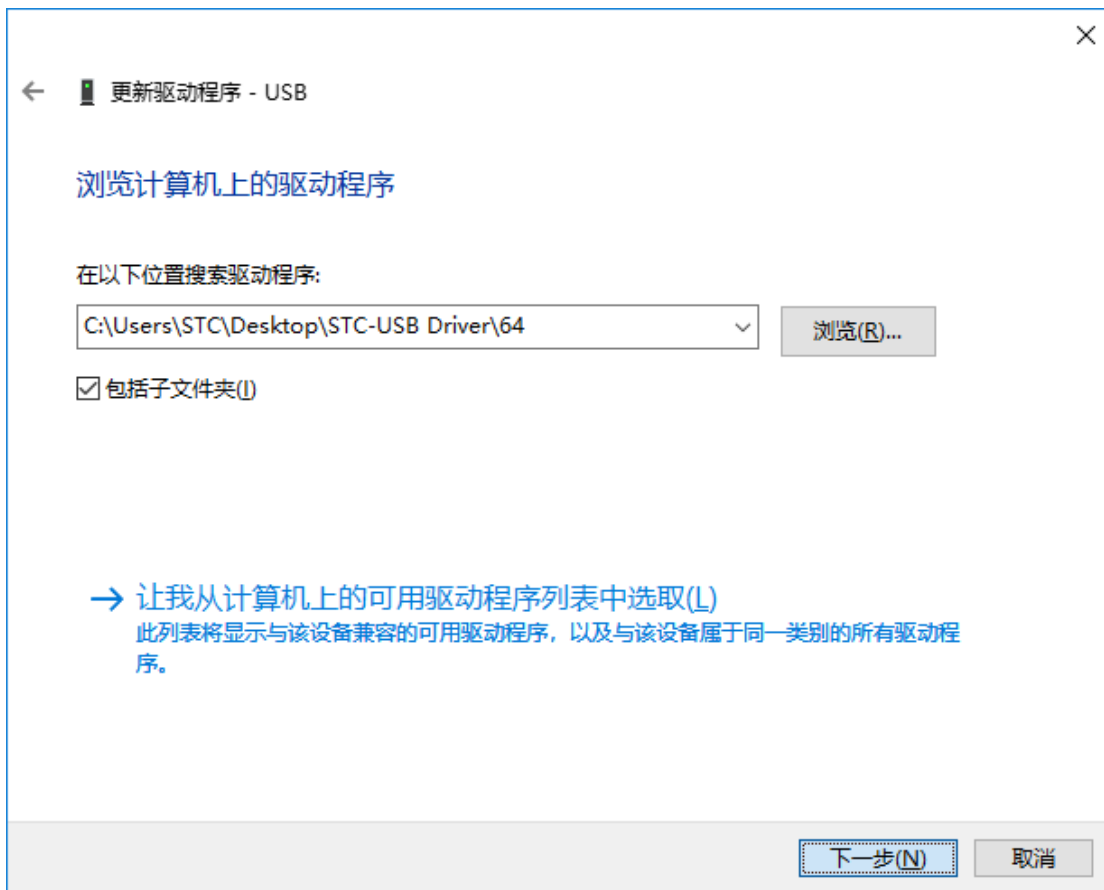 更新驱动程序 - USB
浏览计算机上的驱动程序
在以下位置搜索驱动程序:
C:\Users\STC\Desktop\STC-USB Driver\64
浏览(R)...
包括子文件夹(I)
让我从计算机上的可用驱动程序列表中选取(L)
此列表将显示与该设备兼容的可用驱动程序，以及与该设备属于同一类别的所有驱动程
序。
下一步(N)
取消